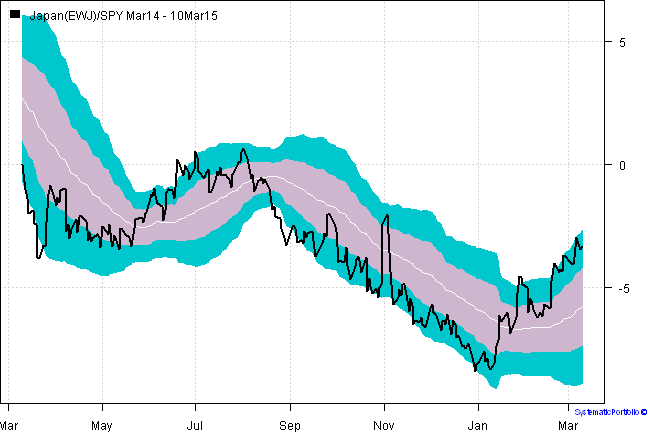 Japan(EWJ)/SPY Mar14 - 10Mar15
5
0
-5
Mar May Jul Sep Nov Jan Mar
SystematicPortfolio ©